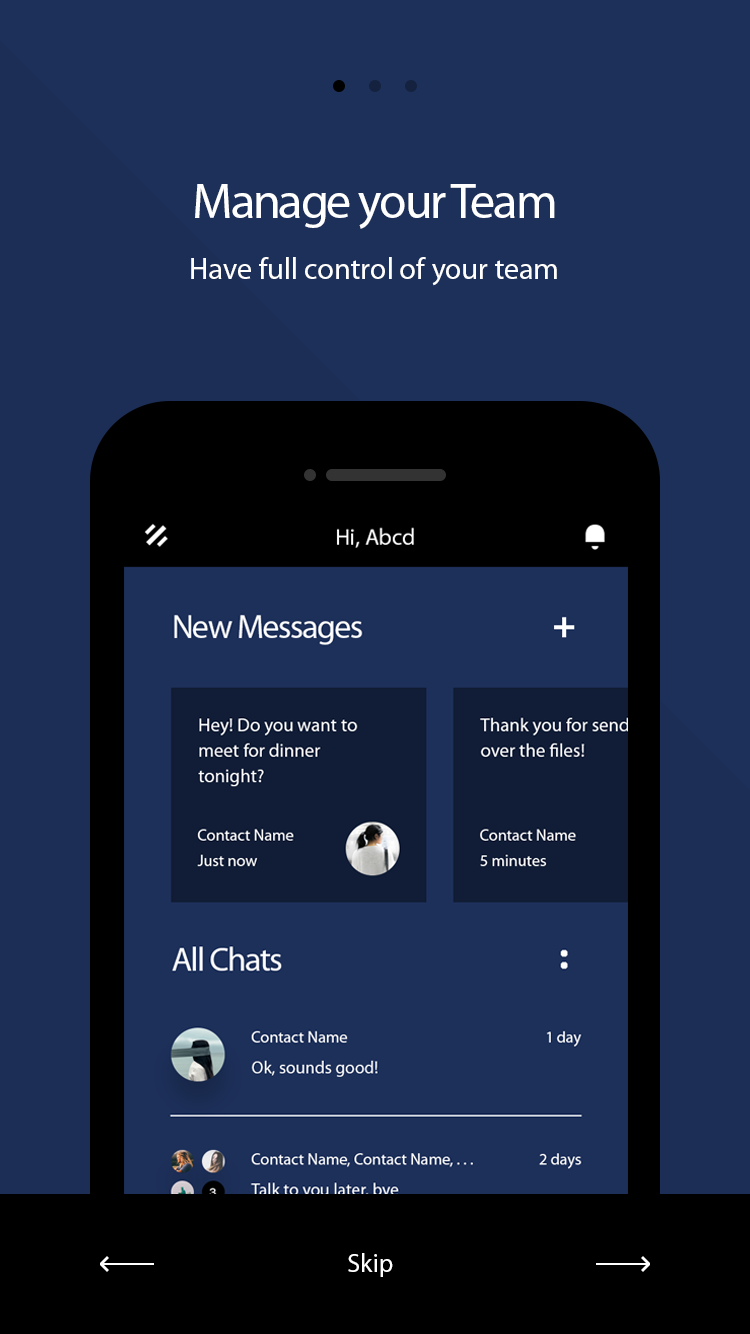 Manage your Team
Have full control of your team
Hi, Abcd
New Messages
Hey! Do you want to
meet for dinner
tonight?
Contact Name
Just now
Thank you for send
over the files!
Contact Name
5 minutes
All Chats
Contact Name
1 day
Ok, sounds good!
Contact Name, Contact Name, . . .
2 days
3
Talk to you later, bye
Skip